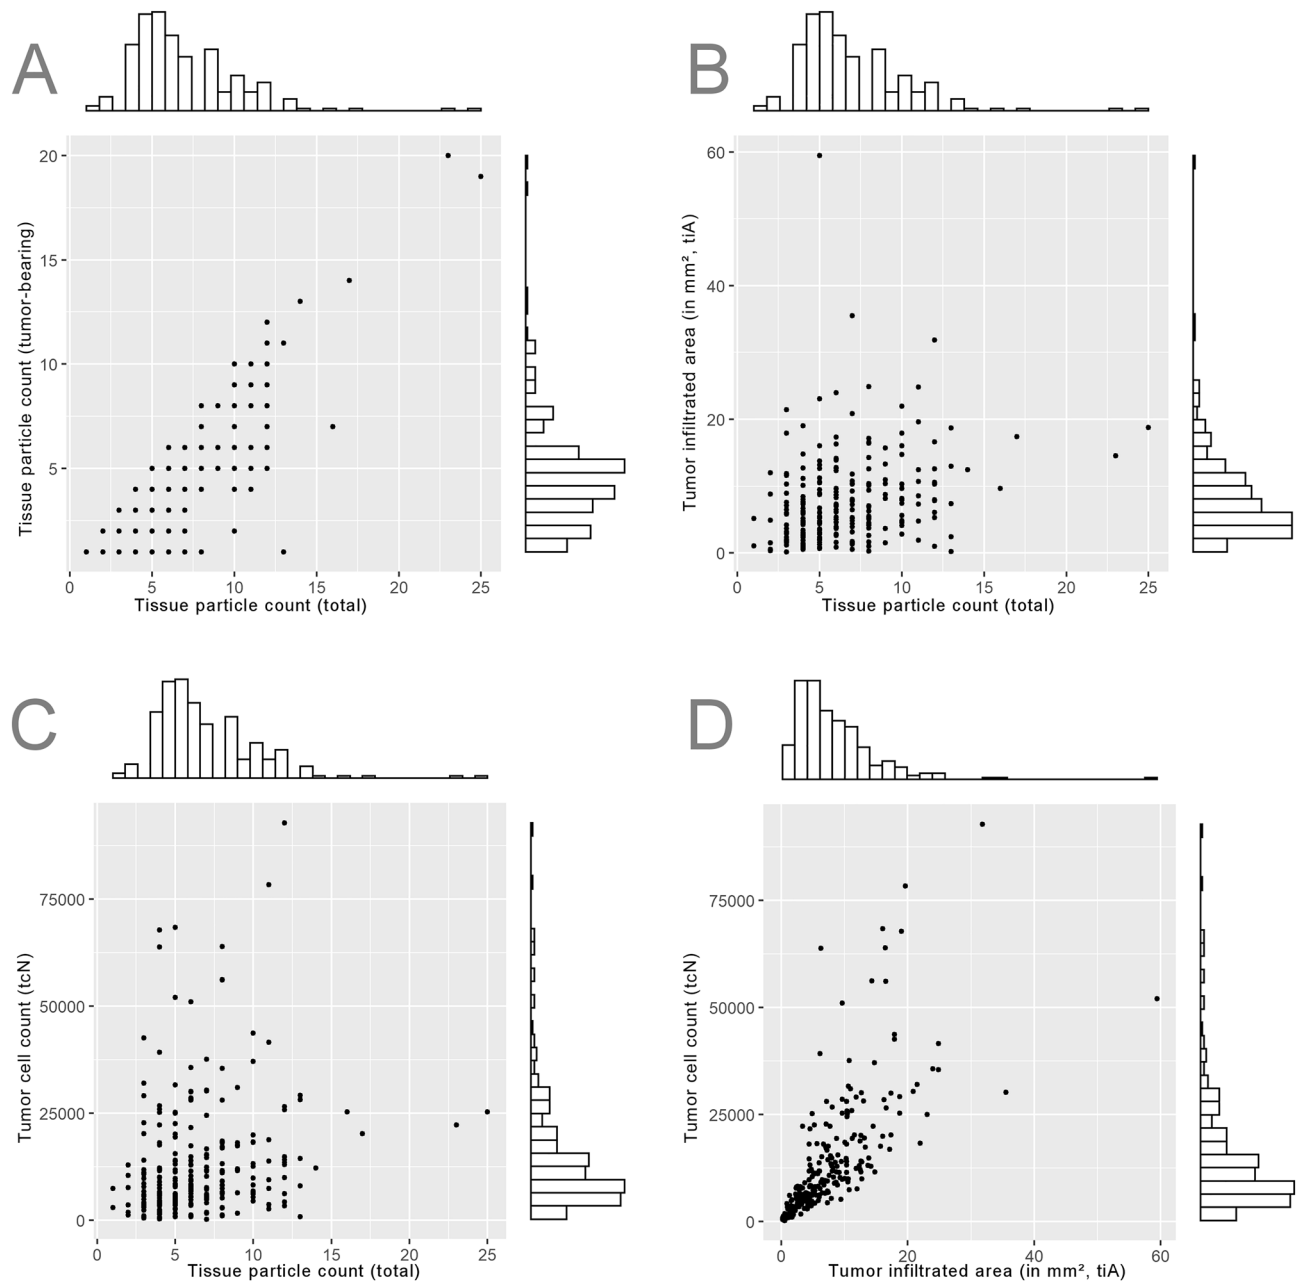 A
B
20
15
10
5
Tissue particle count (tumor-bearing)
0 5 10 15 20 25
Tissue particle count (total)
60
40
20
0
Tumor infiltrated area (in mm², tiA)
0 5 10 15 20 25
Tissue particle count (total)
C
D
75000
50000
25000
0
Tumor cell count (tcN)
0 5 10 15 20 25
Tissue particle count (total)
75000
50000
25000
0
Tumor cell count (tcN)
0 20 40 60
Tumor infiltrated area (in mm², tiA)